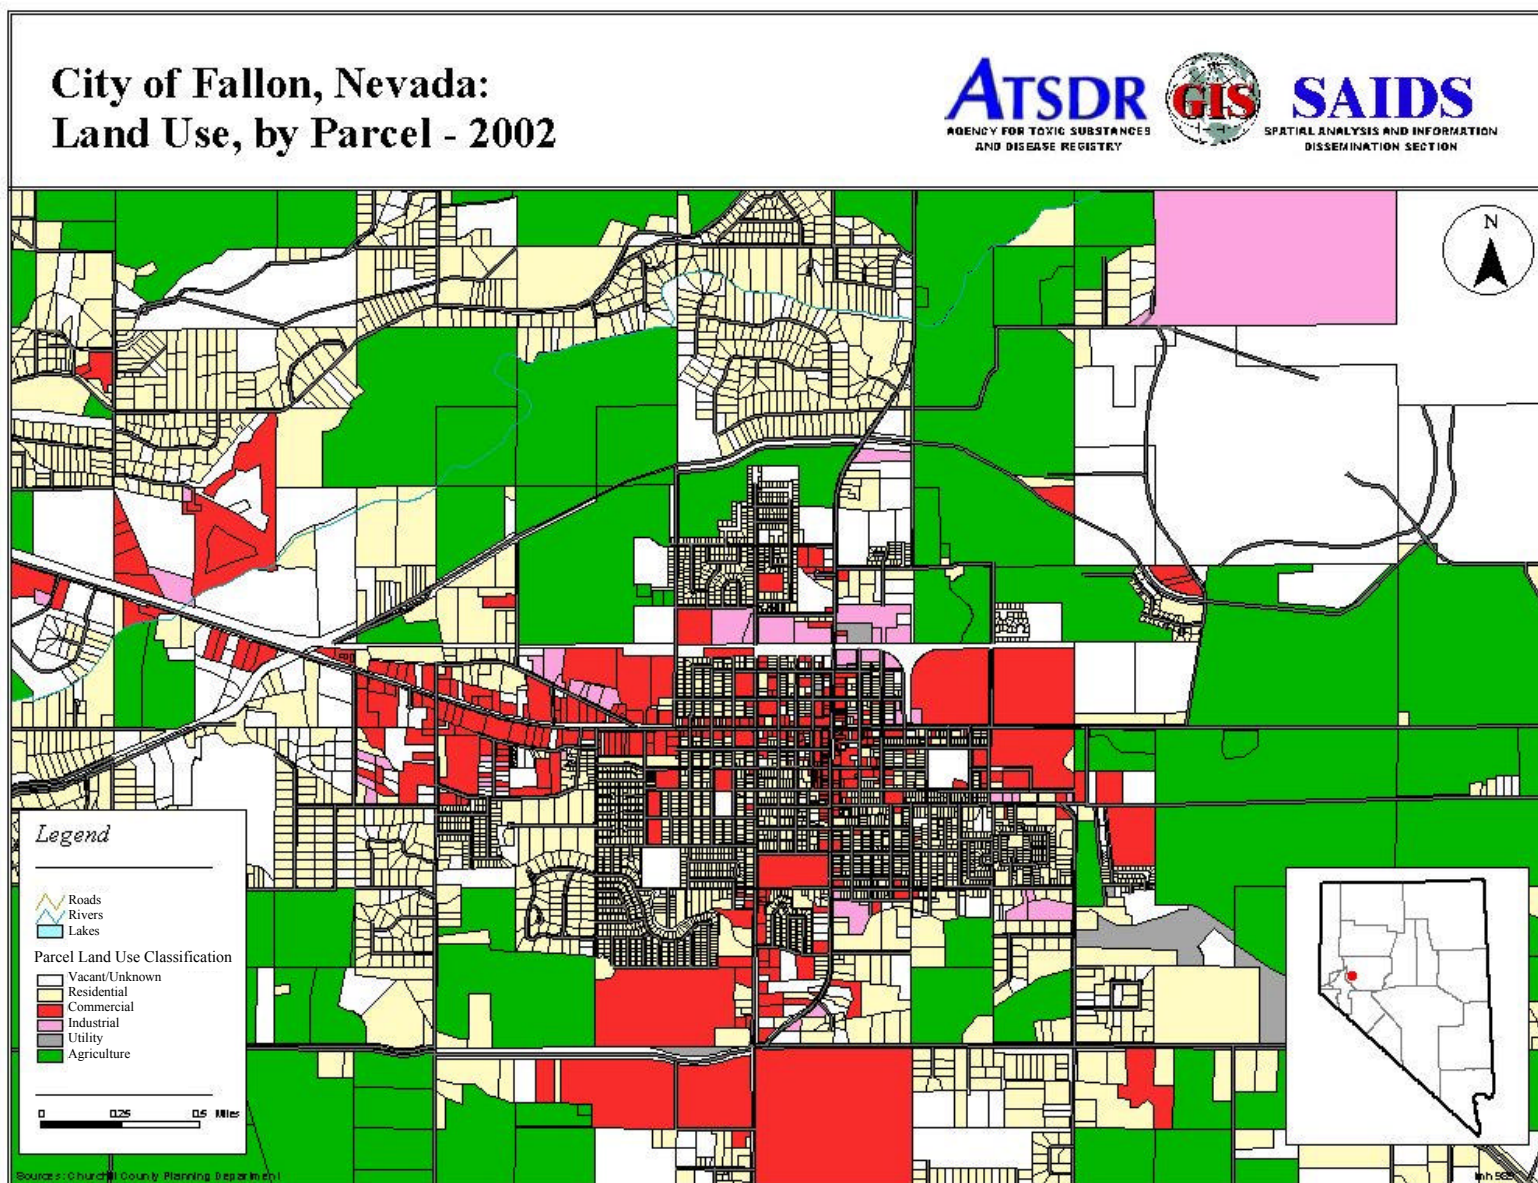 City of Fallon, Nevada:
Land Use, by Parcel - 2002
ATSDR
AGENCY FOR TOXIC SUBSTANCES
AND DISEASE REGISTRY
GIS
SAIDS
SPATIAL ANALYSIS AND INFORMATION
DISSEMINATION SECTION
N
Legend
Roads
Rivers
Lakes
Parcel Land Use Classification
Vacant/Unknown
Residential
Commercial
Industrial
Utility
Agriculture
0 0.25 0.5 Miles
Sources: Churchill County Planning Department